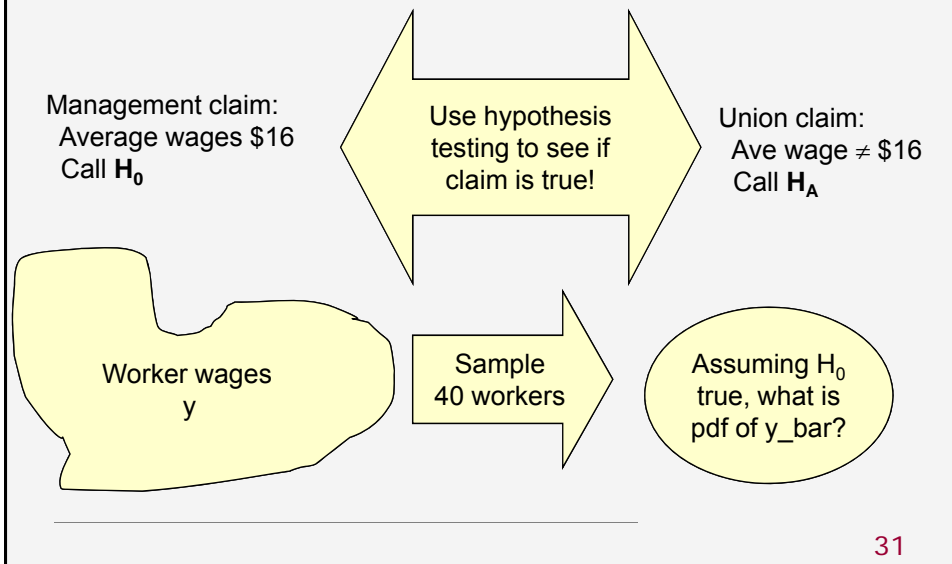 Management claim:
Average wages $16
Call H₀
Use hypothesis
testing to see if
claim is true!
Union claim:
Ave wage ≠ $16
Call H_A
Worker wages
y
Sample
40 workers
Assuming H₀
true, what is
pdf of y_bar?
31